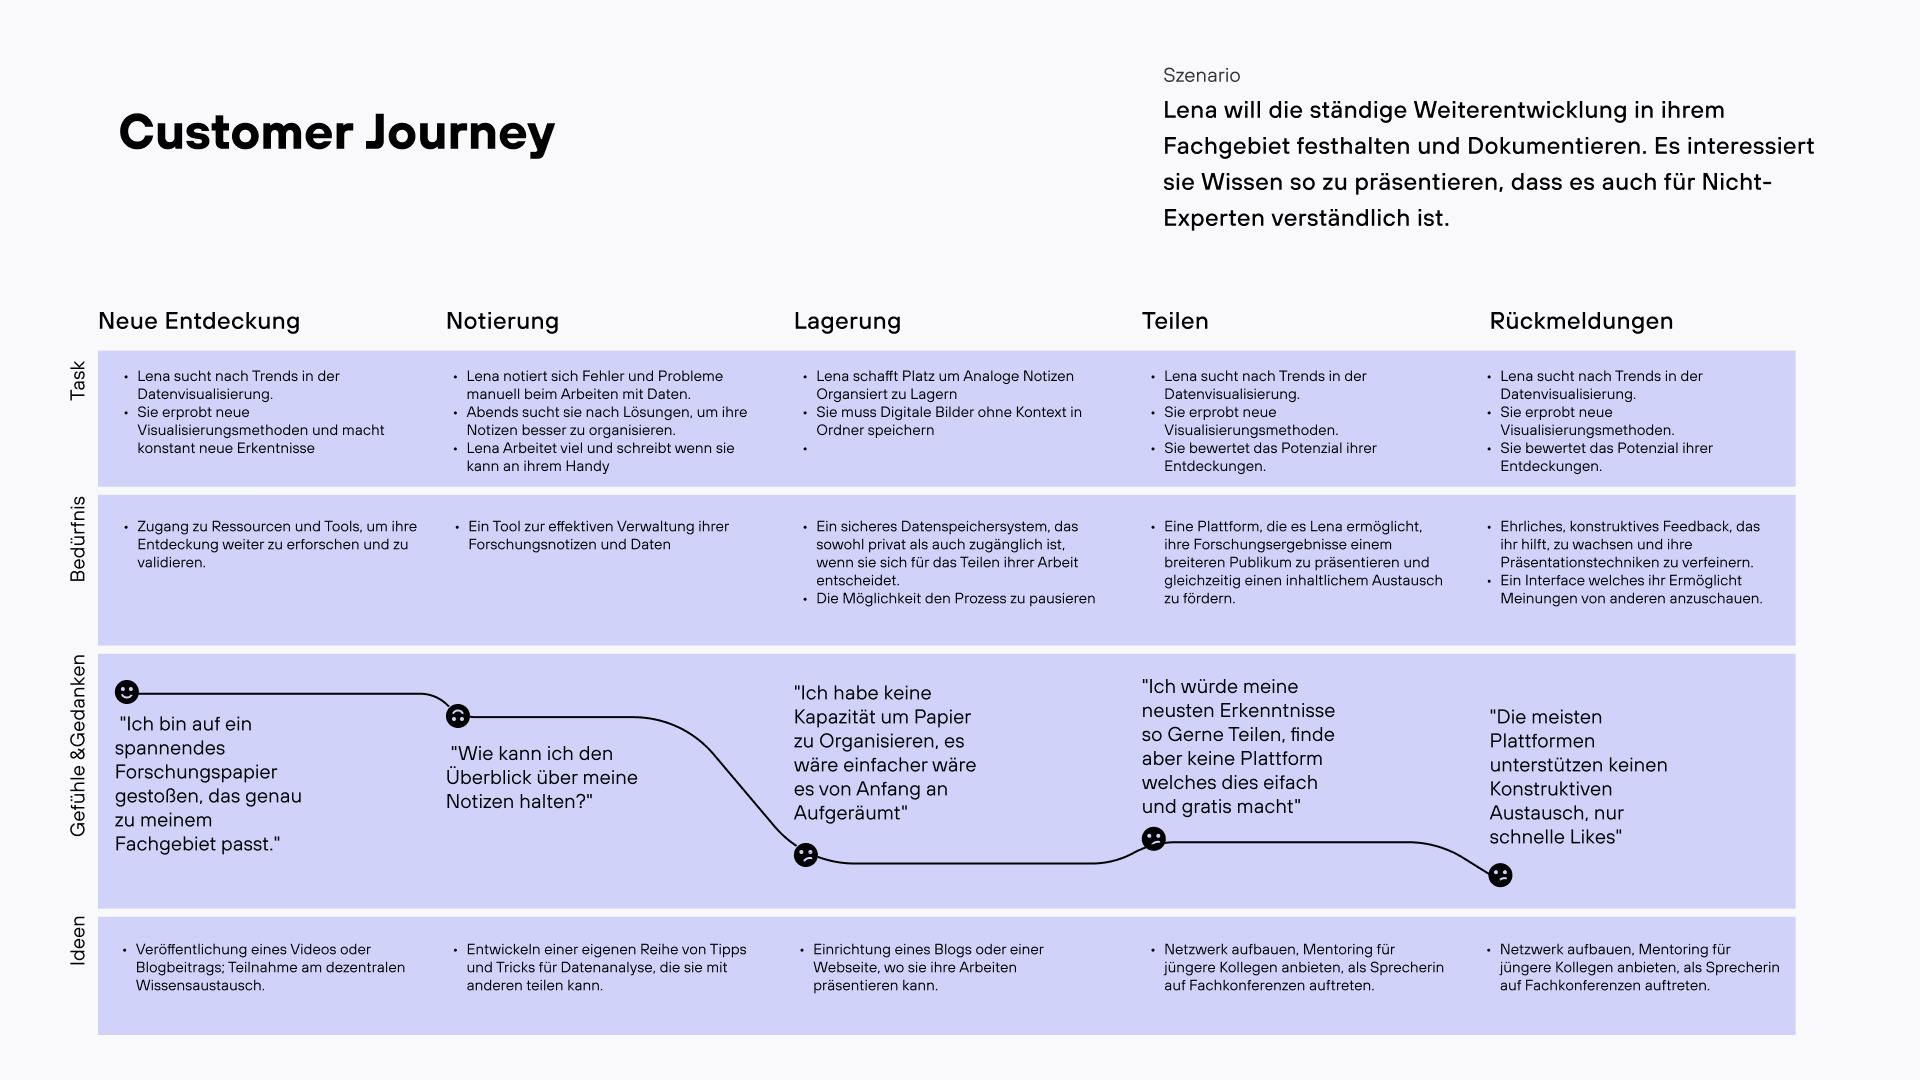 Customer Journey
Szenario
Lena will die ständige Weiterentwicklung in ihrem
Fachgebiet festhalten und Dokumentieren. Es interessiert
sie Wissen so zu präsentieren, dass es auch für Nicht-
Experten verständlich ist.
Neue Entdeckung
Notierung
Lagerung
Teilen
Rückmeldungen
Task
• Lena sucht nach Trends in der
Datenvisualisierung.
• Sie erprobt neue
Visualisierungsmethoden und macht
konstant neue Erkentnisse
• Lena notiert sich Fehler und Probleme
manuell beim Arbeiten mit Daten.
• Abends sucht sie nach Lösungen, um ihre
Notizen besser zu organisieren.
• Lena Arbeitet viel und schreibt wenn sie
kann an ihrem Handy
• Lena schafft Platz um Analoge Notizen
Organsiert zu Lagern
• Sie muss Digitale Bilder ohne Kontext in
Ordner speichern
•
• Lena sucht nach Trends in der
Datenvisualisierung.
• Sie erprobt neue
Visualisierungsmethoden.
• Sie bewertet das Potenzial ihrer
Entdeckungen.
• Lena sucht nach Trends in der
Datenvisualisierung.
• Sie erprobt neue
Visualisierungsmethoden.
• Sie bewertet das Potenzial ihrer
Entdeckungen.
Bedürfnis
• Zugang zu Ressourcen und Tools, um ihre
Entdeckung weiter zu erforschen und zu
validieren.
• Ein Tool zur effektiven Verwaltung ihrer
Forschungsnotizen und Daten
• Ein sicheres Datenspeichersystem, das
sowohl privat als auch zugänglich ist,
wenn sie sich für das Teilen ihrer Arbeit
entscheidet.
• Die Möglichkeit den Prozess zu pausieren
• Eine Plattform, die es Lena ermöglicht,
ihre Forschungsergebnisse einem
breiteren Publikum zu präsentieren und
gleichzeitig einen inhaltlichem Austausch
zu fördern.
• Ehrliches, konstruktives Feedback, das
ihr hilft, zu wachsen und ihre
Präsentationstechniken zu verfeinern.
• Ein Interface welches ihr Ermöglicht
Meinungen von anderen anzuschauen.
Gefühle &Gedanken
"Ich bin auf ein
spannendes
Forschungspapier
gestoßen, das genau
zu meinem
Fachgebiet passt."
"Wie kann ich den
Überblick über meine
Notizen halten?"
"Ich habe keine
Kapazität um Papier
zu Organisieren, es
wäre einfacher wäre
es von Anfang an
Aufgeräumt"
"Ich würde meine
neusten Erkenntnisse
so Gerne Teilen, finde
aber keine Plattform
welches dies eifach
und gratis macht"
"Die meisten
Plattformen
unterstützen keinen
Konstruktiven
Austausch, nur
schnelle Likes"
Ideen
• Veröffentlichung eines Videos oder
Blogbeitrags; Teilnahme am dezentralen
Wissensaustausch.
• Entwickeln einer eigenen Reihe von Tipps
und Tricks für Datenanalyse, die sie mit
anderen teilen kann.
• Einrichtung eines Blogs oder einer
Webseite, wo sie ihre Arbeiten
präsentieren kann.
• Netzwerk aufbauen, Mentoring für
jüngere Kollegen anbieten, als Sprecherin
auf Fachkonferenzen auftreten.
• Netzwerk aufbauen, Mentoring für
jüngere Kollegen anbieten, als Sprecherin
auf Fachkonferenzen auftreten.